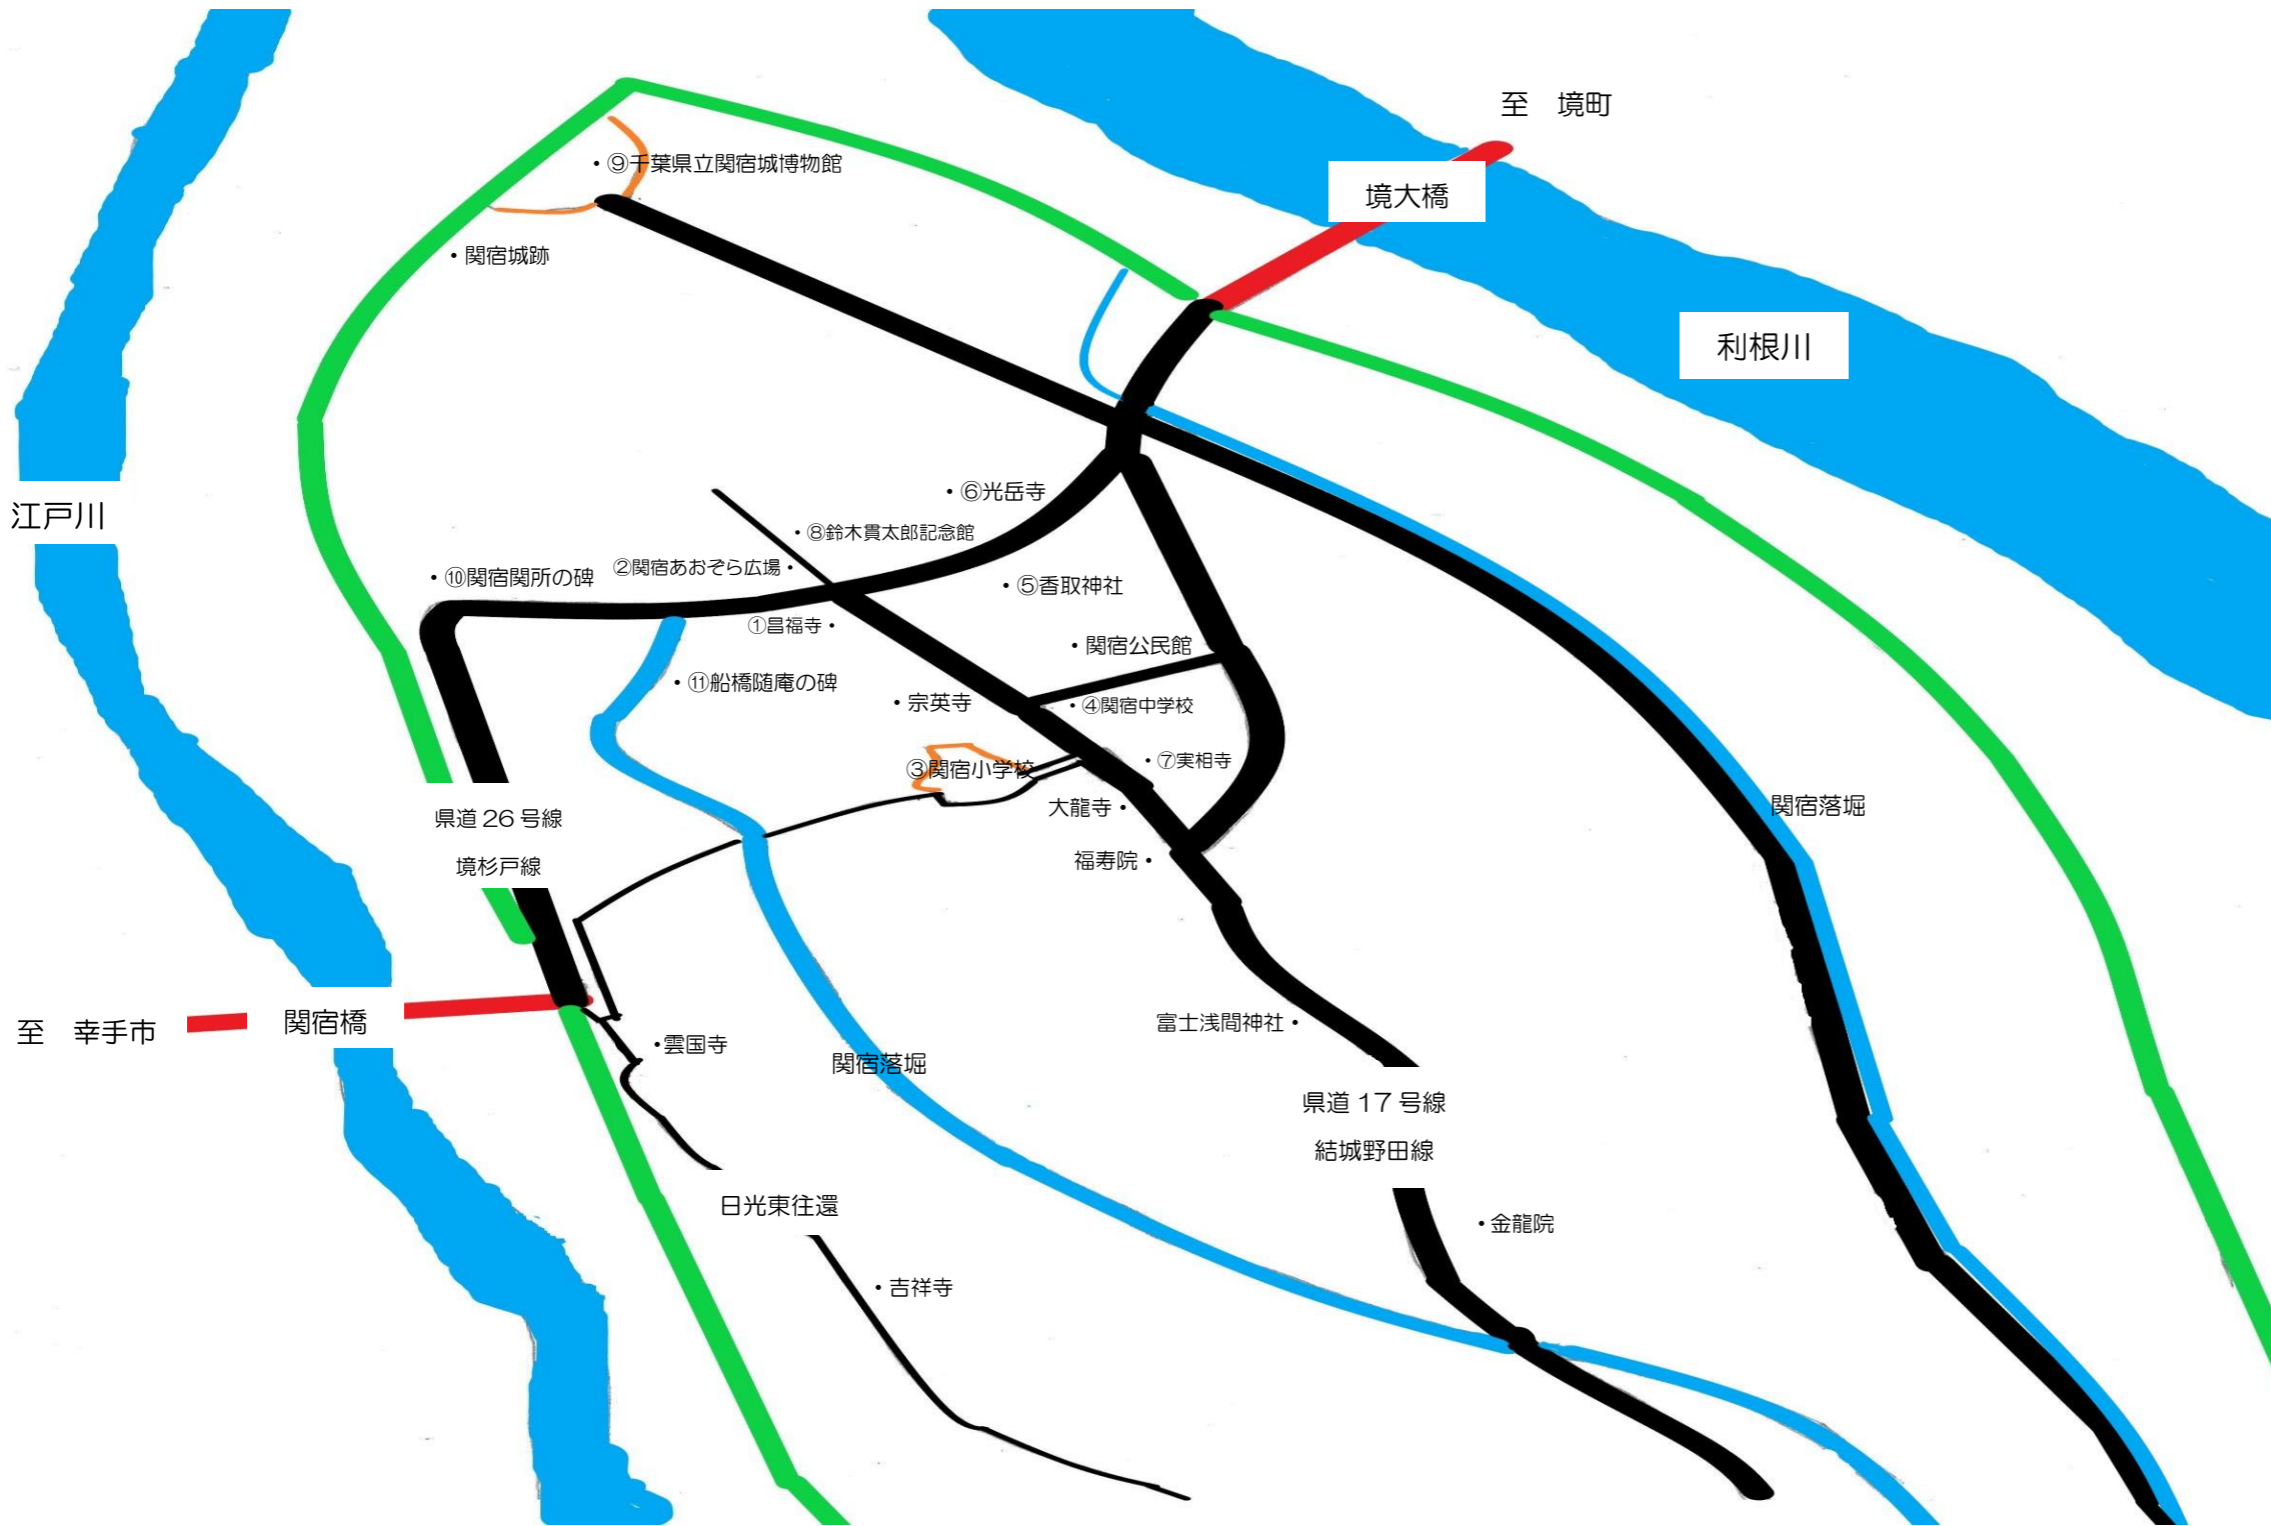 至　境町
・⑨千葉県立関宿城博物館
境大橋
・関宿城跡
利根川
・⑥光岳寺
江戸川
・⑧鈴木貫太郎記念館
②関宿あおぞら広場・
・⑩関宿関所の碑
・⑤香取神社
①昌福寺・
・関宿公民館
・⑪船橋随庵の碑
・宗英寺
・④関宿中学校
・⑦実相寺
③関宿小学校
大龍寺・
関宿落堀
県道 26 号線
境杉戸線
福寿院・
関宿橋
至　幸手市
富士浅間神社・
・雲国寺
関宿落堀
県道 17 号線
結城野田線
日光東往還
・金龍院
・吉祥寺